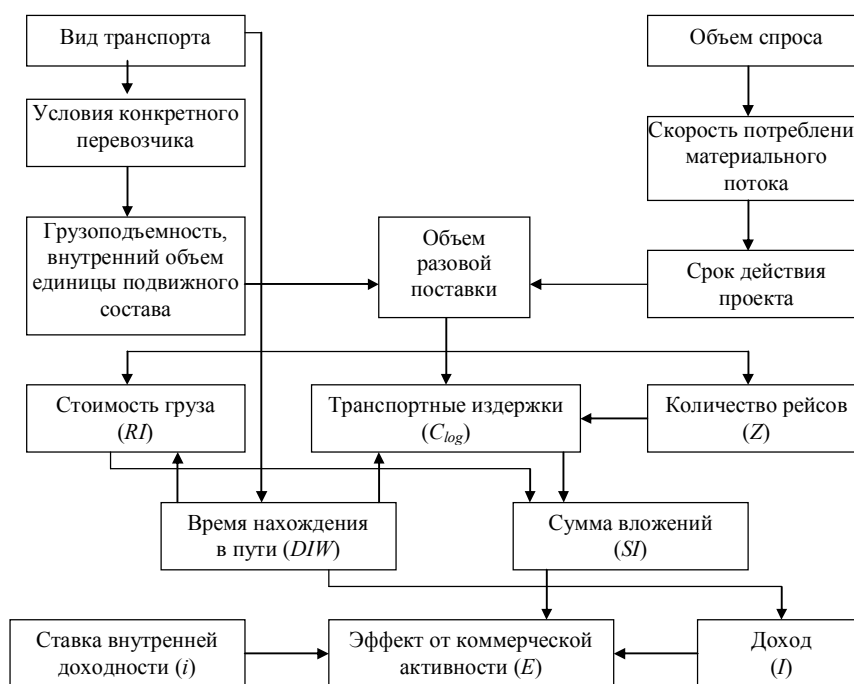 Вид транспорта
Объем спроса
Условия конкретного
перевозчика
Скорость потреблени
материального
потока
Грузоподъемность,
внутренний объем
единицы подвижного
состава
Объем
разовой
поставки
Срок действия
проекта
Стоимость груза
(RI)
Транспортные издержки
(C_log)
Количество рейсов
(Z)
Время нахождения
в пути (DIW)
Сумма вложений
(SI)
Ставка внутренней
доходности (i)
Эффект от коммерческой
активности (E)
Доход
(I)